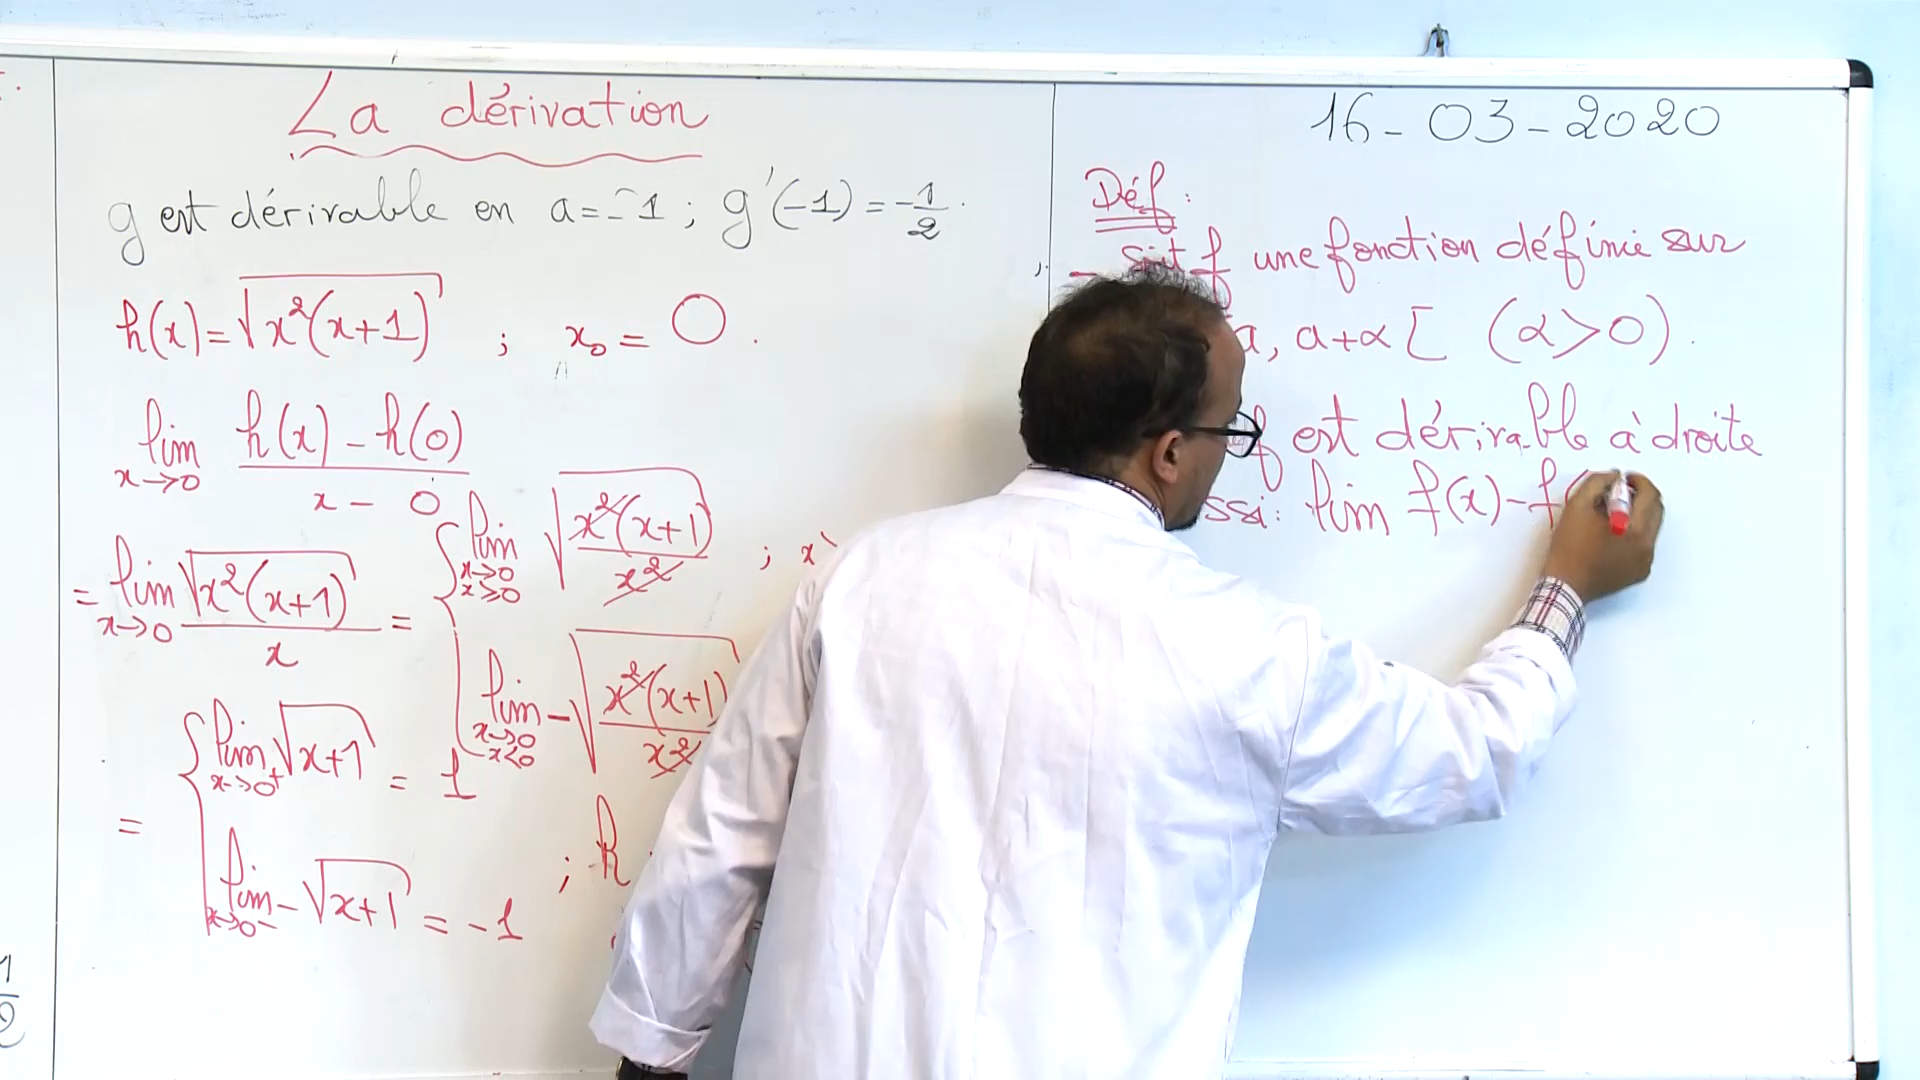 La dérivation
g est dérivable en a = -1 ; g'(-1) = -1/2 .
h(x) = √(x²(x+1)) ; x₀ = 0 .
lim x→0 (h(x) - h(0)) / (x - 0)
= lim x→0 √(x²(x+1)) / x = { lim x→0 x≥0 √(x²(x+1) / x²) ; x
lim x→0 x<0 -√(x²(x+1) / x²)
= { lim x→0⁺ √(x+1) = 1
lim x→0⁻ -√(x+1) = -1 ; h
16-03-2020
Déf :
- soit f une fonction définie sur
a, a+α [ (α>0).
f est dérivable à droite
ssi: lim f(x)-f(